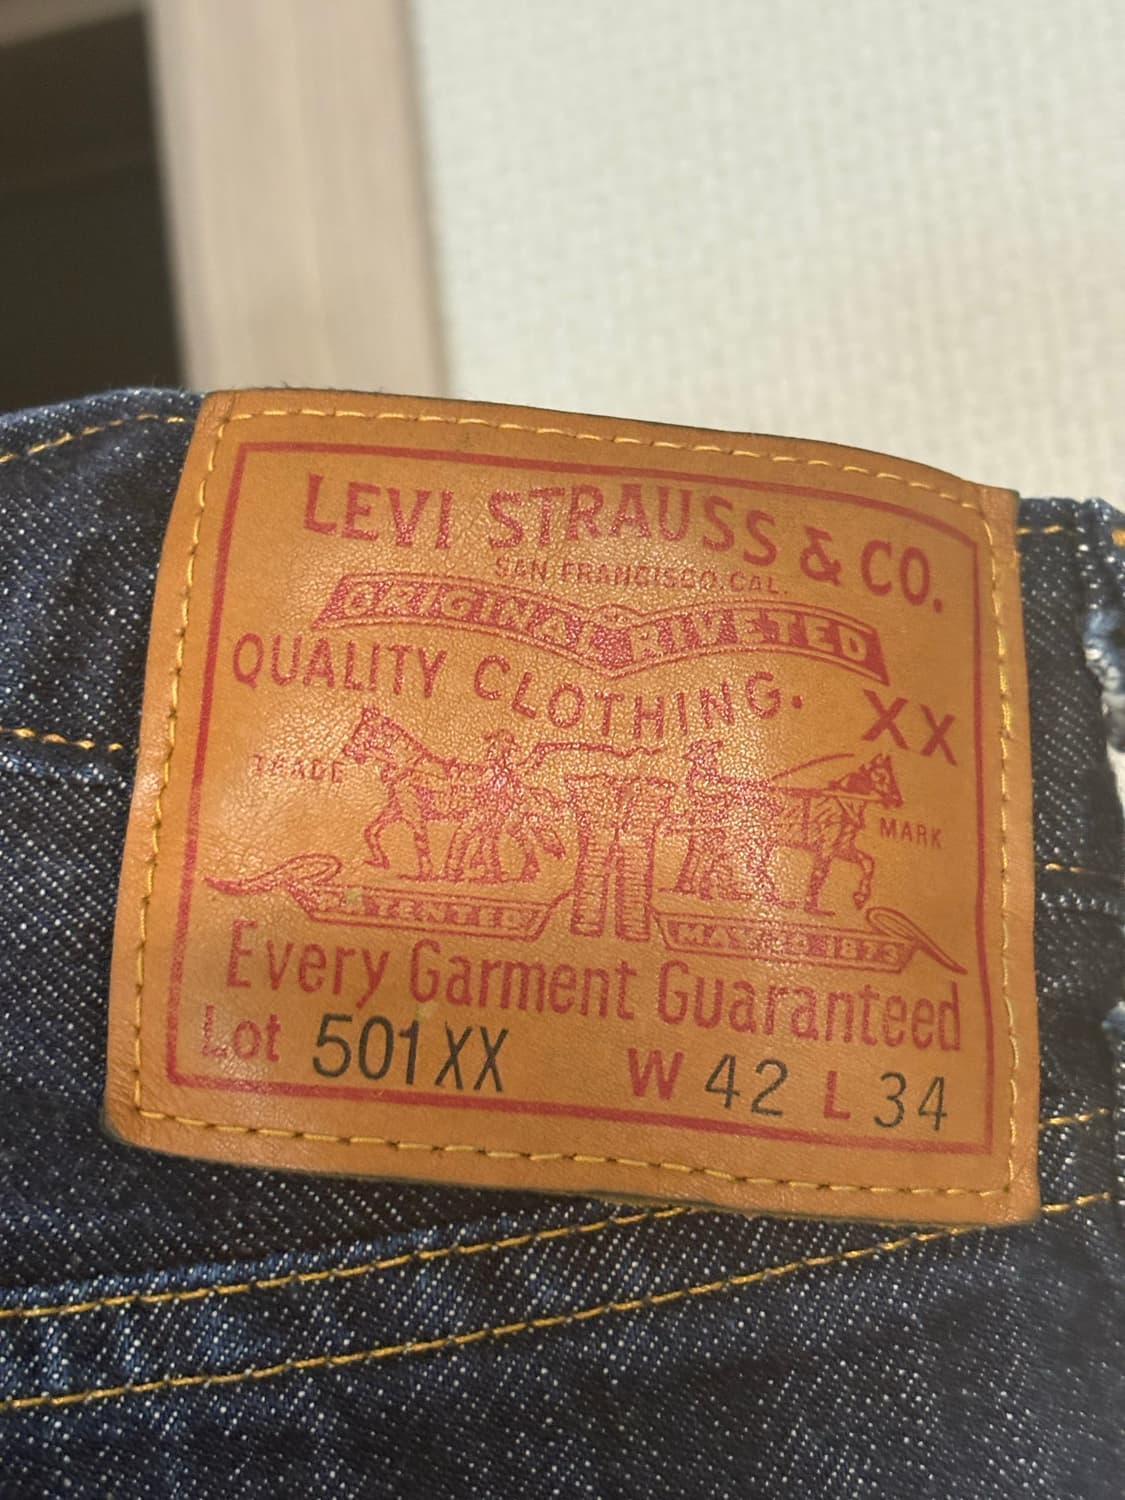 LEVI STRAUSS & CO.
SAN FRANCISCO, CAL.
ORIGINAL RIVETED
QUALITY CLOTHING.
XX
TRADE MARK
PATENTED MAY 20 1873
Every Garment Guaranteed
Lot 501XX W 42 L 34